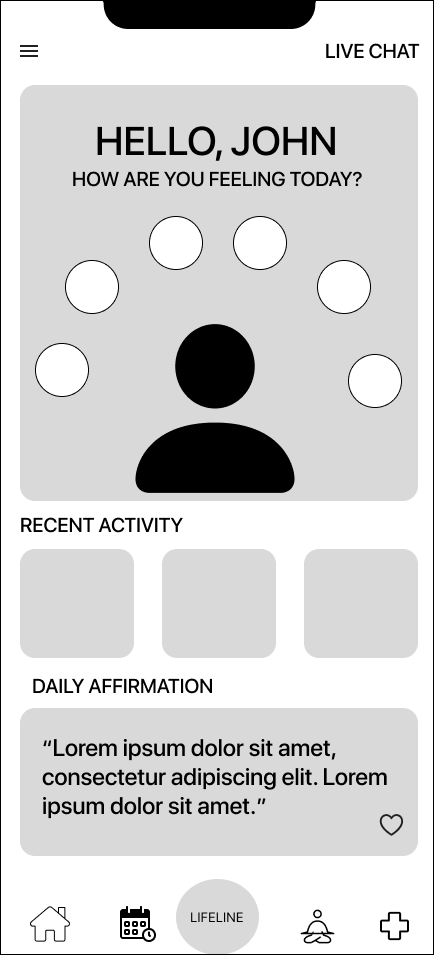 LIVE CHAT
HELLO, JOHN
HOW ARE YOU FEELING TODAY?
RECENT ACTIVITY
DAILY AFFIRMATION
“Lorem ipsum dolor sit amet,
consectetur adipiscing elit. Lorem
ipsum dolor sit amet.”
LIFELINE